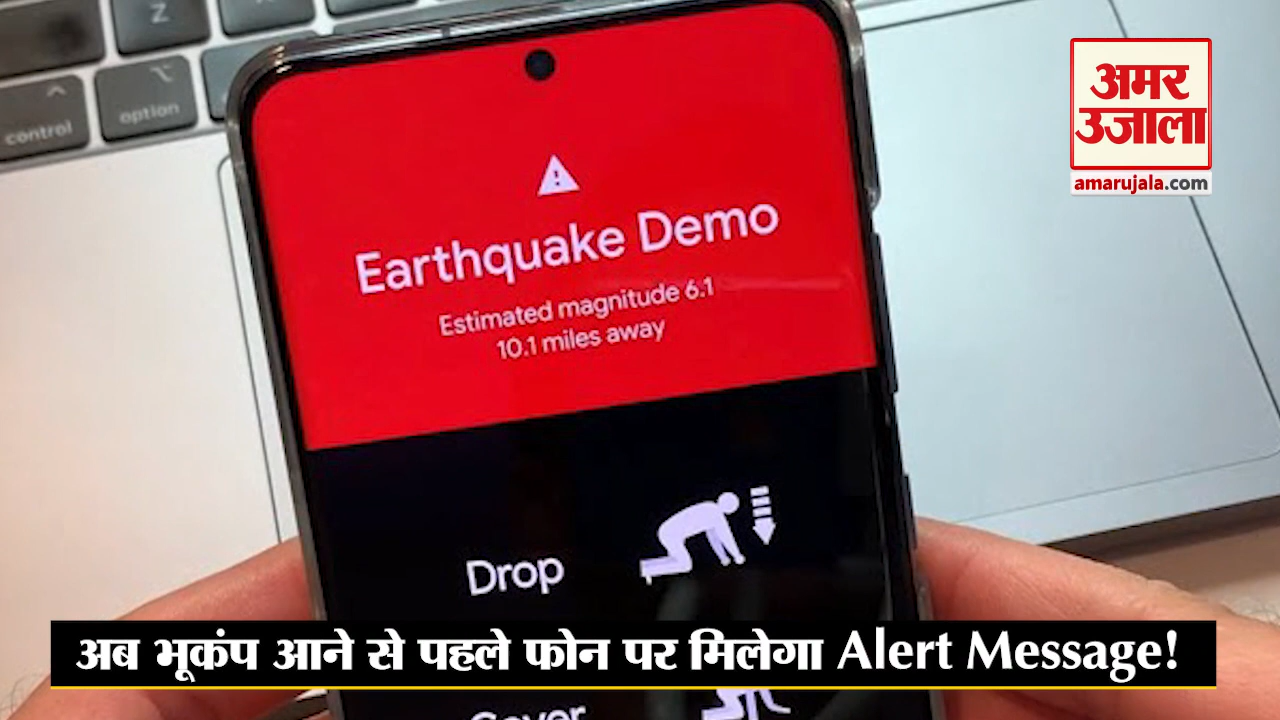 Z
control
option
अमर
उजाला
amarujala.com
Earthquake Demo
Estimated magnitude 6.1
10.1 miles away
Drop
Cover
अब भूकंप आने से पहले फोन पर मिलेगा Alert Message!